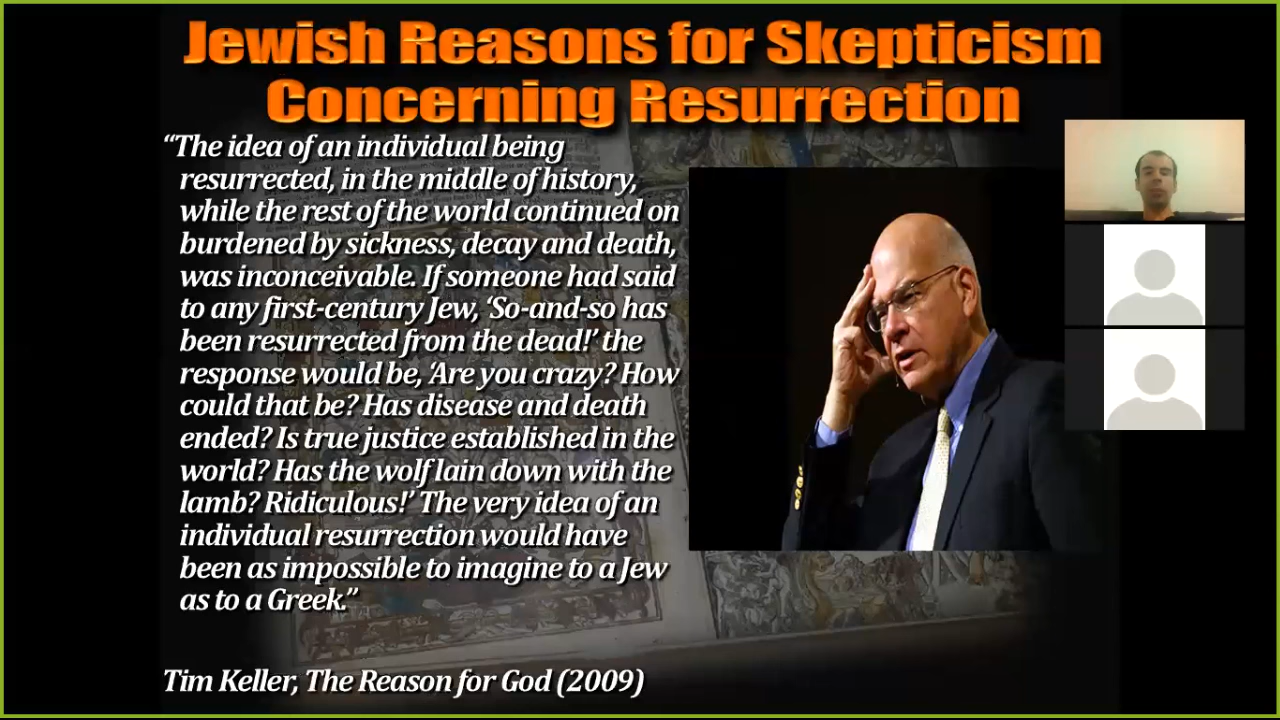 Jewish Reasons for Skepticism
Concerning Resurrection
“The idea of an individual being
resurrected, in the middle of history,
while the rest of the world continued on
burdened by sickness, decay and death,
was inconceivable. If someone had said
to any first-century Jew, ‘So-and-so has
been resurrected from the dead!’ the
response would be, ‘Are you crazy? How
could that be? Has disease and death
ended? Is true justice established in the
world? Has the wolf lain down with the
lamb? Ridiculous!’ The very idea of an
individual resurrection would have
been as impossible to imagine to a Jew
as to a Greek.”
Tim Keller, The Reason for God (2009)